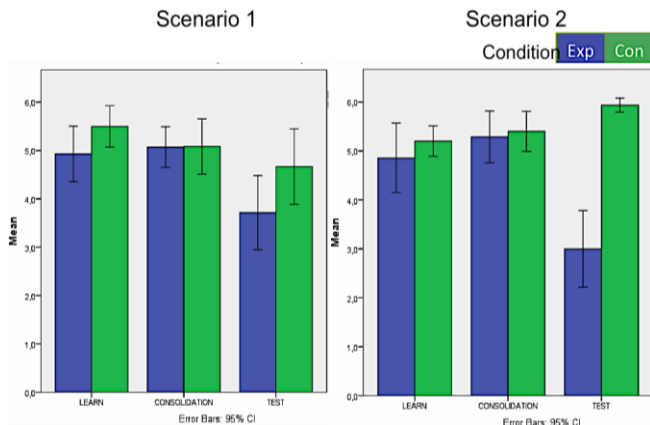 Scenario 1
Scenario 2
Condition Exp Con
Mean
6,0
5,0
4,0
3,0
2,0
1,0
0,0
LEARN CONSOLIDATION TEST
Error Bars: 95% CI
Mean
6,0
5,0
4,0
3,0
2,0
1,0
0,0
LEARN CONSOLIDATION TEST
Error Bars: 95% CI